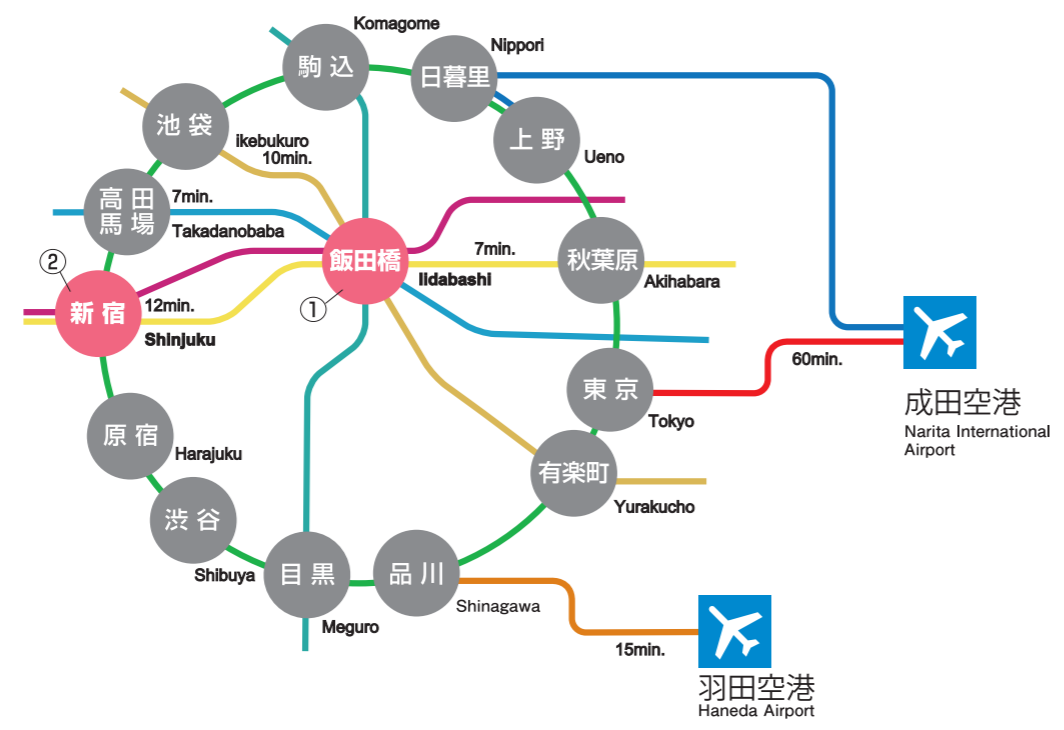 Komagome
駒込
Nippori
日暮里
池袋
ikebukuro
10min.
上野
Ueno
高田
馬場
7min.
Takadanobaba
②
新宿
12min.
Shinjuku
飯田橋
①
Iidabashi
7min.
秋葉原
Akihabara
東京
Tokyo
60min.
成田空港
Narita International
Airport
原宿
Harajuku
有楽町
Yurakucho
渋谷
Shibuya
目黒
Meguro
品川
Shinagawa
15min.
羽田空港
Haneda Airport